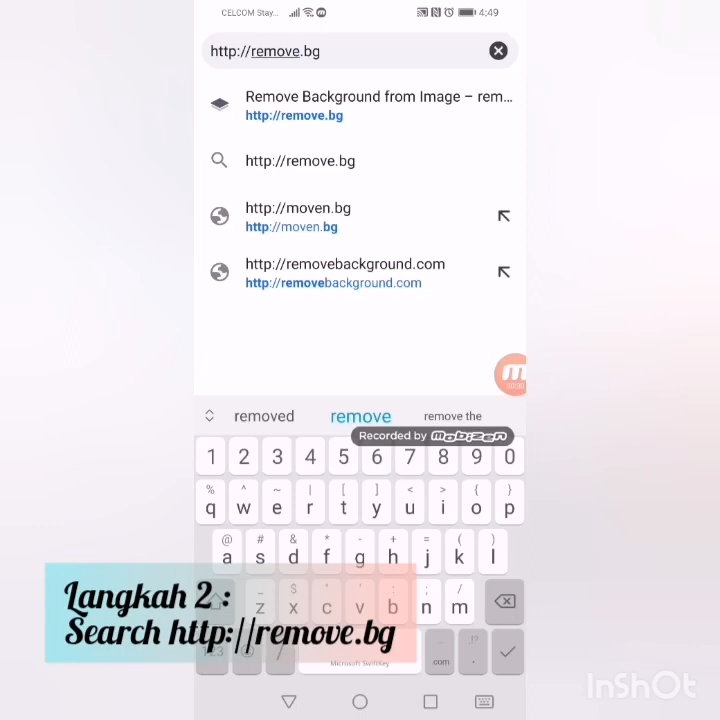 CELCOM Stay...
4:49
http://remove.bg
Remove Background from Image – rem...
http://remove.bg
http://remove.bg
http://moven.bg
http://moven.bg
http://removebackground.com
http://removebackground.com
removed remove remove the
Recorded by mobizen
1 2 3 4 5 6 7 8 9 0
% ^ ~ | [ ] < > { }
q w e r t y u i o p
@ # & * - + = ( )
a s d f g h j k l
_ $ " ' : ; /
z x c v b n m
Langkah 2 :
Search http://remove.bg
123 .com !? .
Microsoft SwiftKey
InShOt